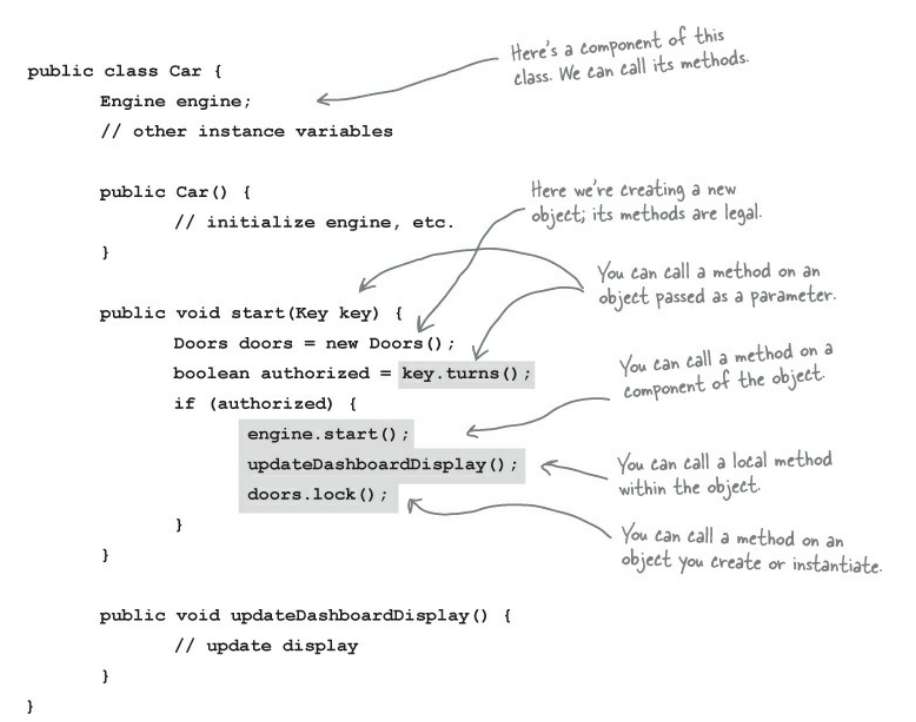 Here's a component of this
class. We can call its methods.
public class Car {
Engine engine;
// other instance variables
public Car() {
Here we're creating a new
object; its methods are legal.
// initialize engine, etc.
}
You can call a method on an
object passed as a parameter.
public void start(Key key) {
Doors doors = new Doors();
boolean authorized = key.turns();
You can call a method on a
component of the object.
if (authorized) {
engine.start();
updateDashboardDisplay();
You can call a local method
within the object.
doors.lock();
}
You can call a method on an
object you create or instantiate.
}
public void updateDashboardDisplay() {
// update display
}
}